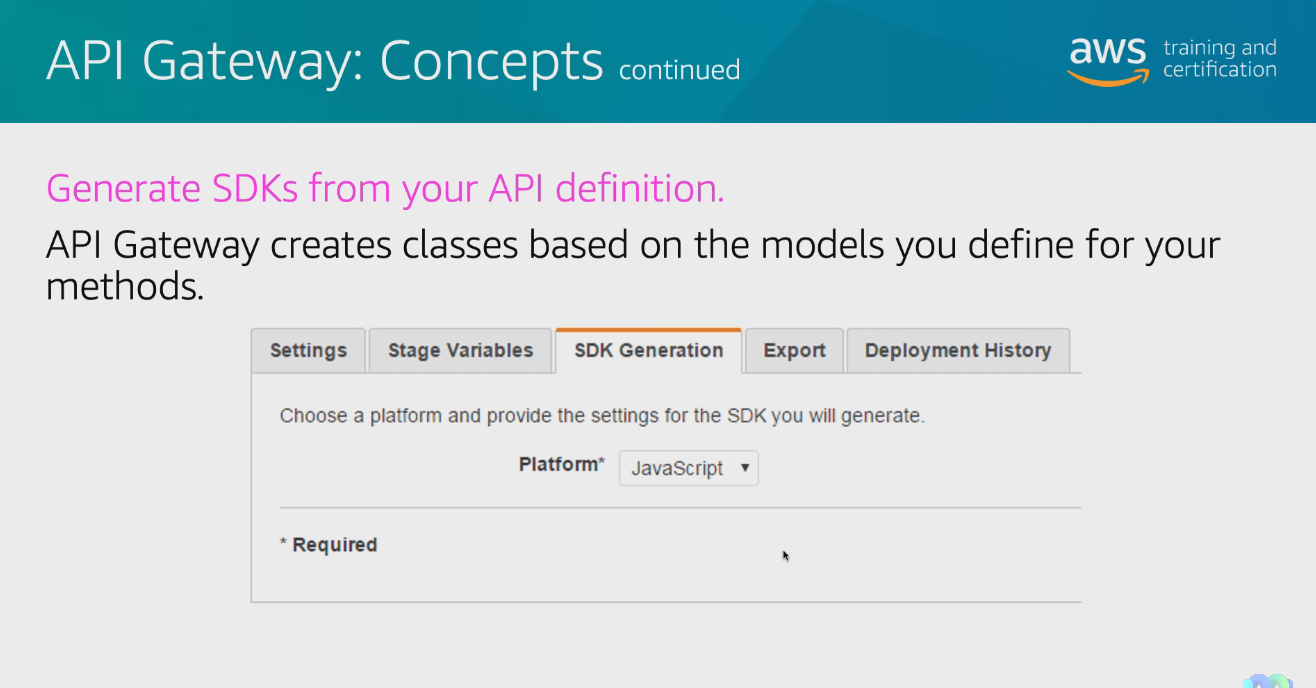 API Gateway: Concepts continued
aws training and
certification
Generate SDKs from your API definition.
API Gateway creates classes based on the models you define for your
methods.
Settings Stage Variables SDK Generation Export Deployment History
Choose a platform and provide the settings for the SDK you will generate.
Platform* JavaScript
* Required